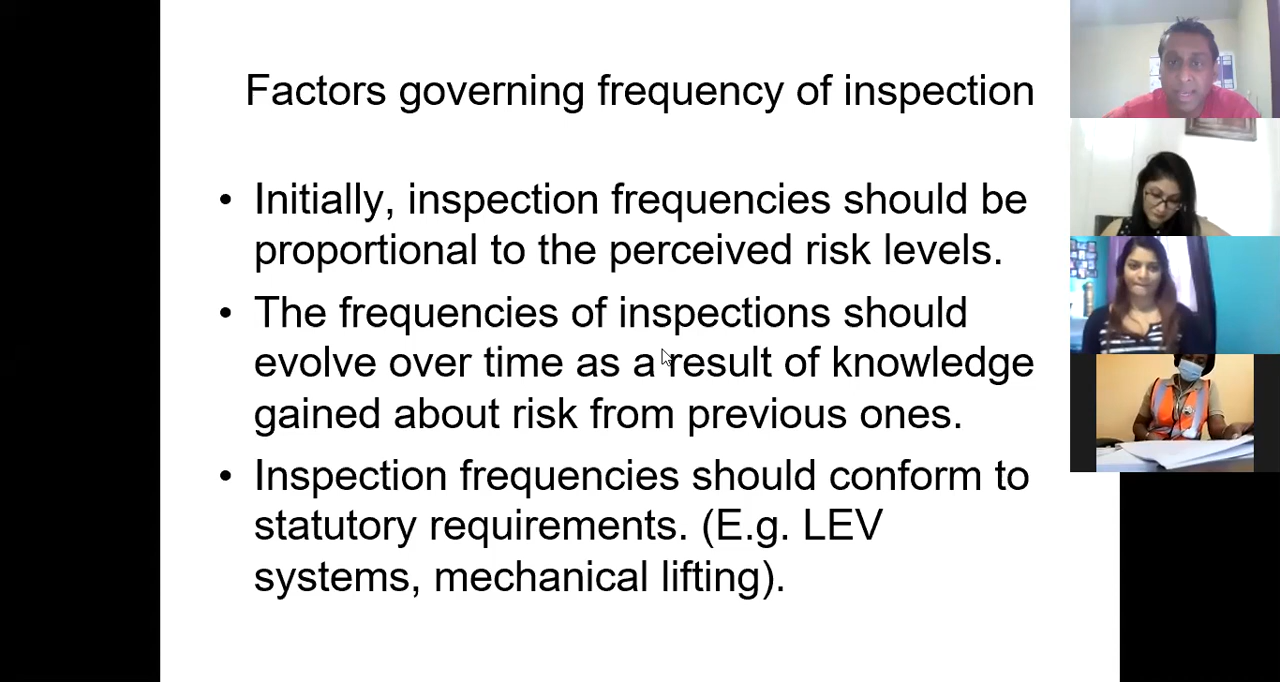 Factors governing frequency of inspection
• Initially, inspection frequencies should be
proportional to the perceived risk levels.
• The frequencies of inspections should
evolve over time as a result of knowledge
gained about risk from previous ones.
• Inspection frequencies should conform to
statutory requirements. (E.g. LEV
systems, mechanical lifting).